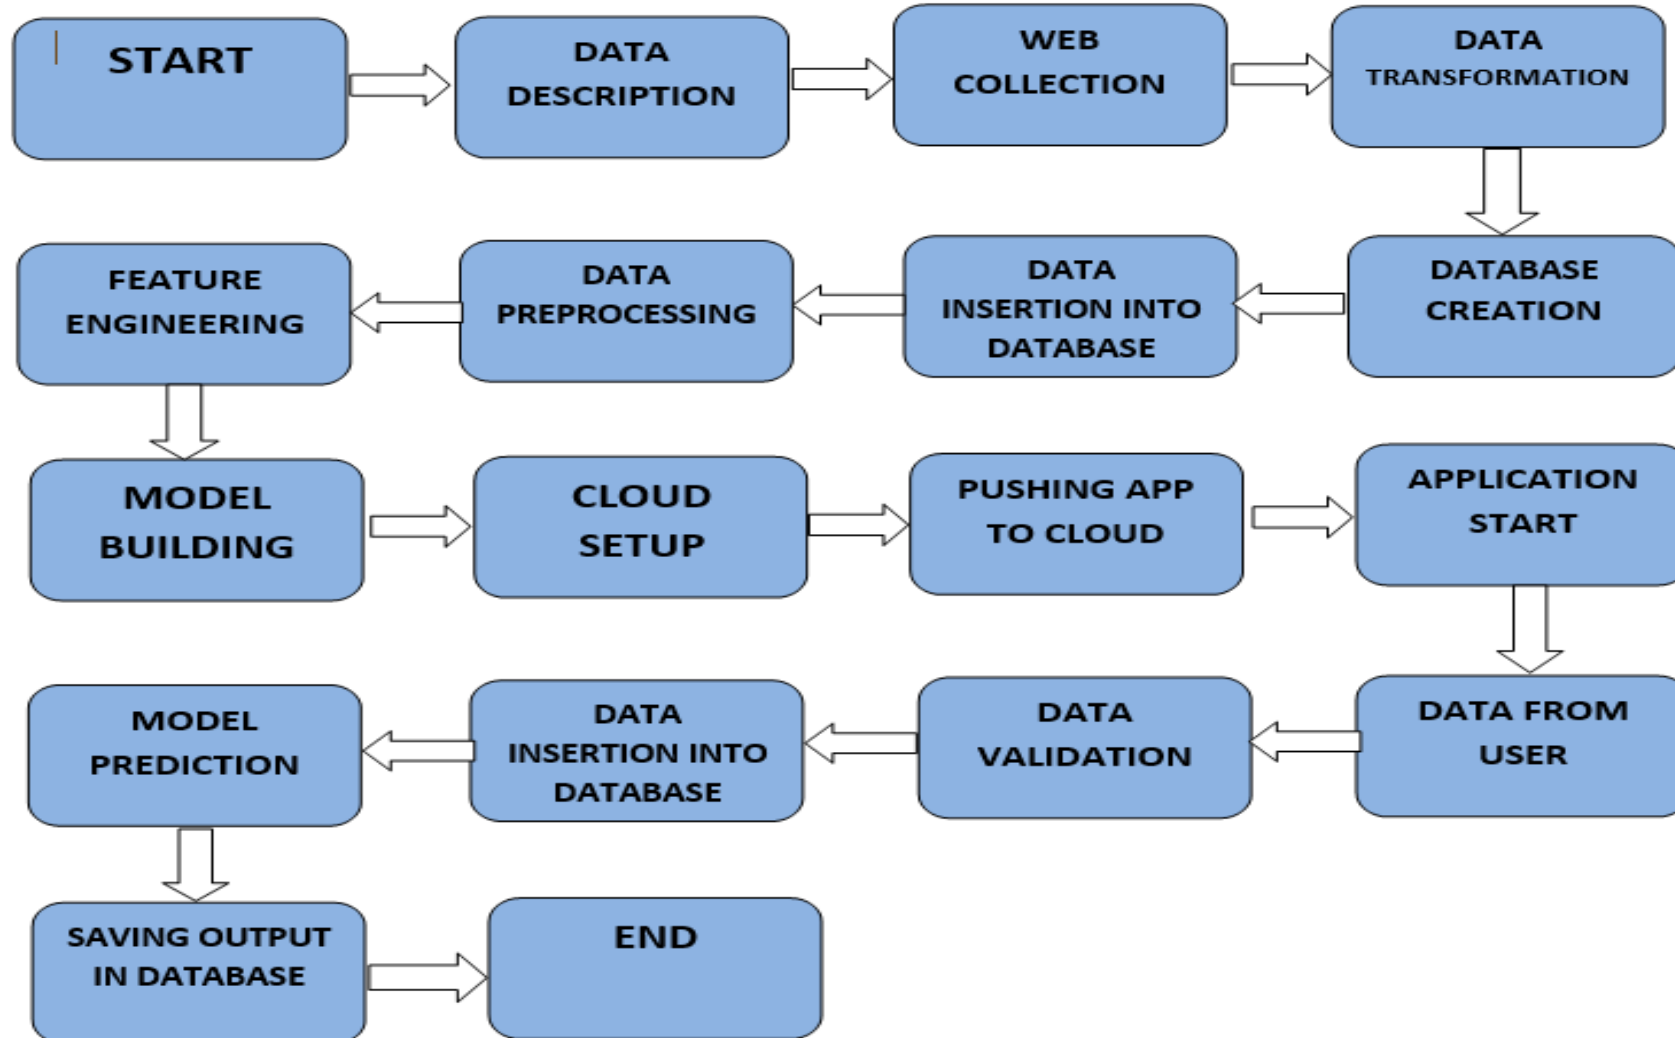 START
DATA
DESCRIPTION
WEB
COLLECTION
DATA
TRANSFORMATION
DATABASE
CREATION
DATA
INSERTION INTO
DATABASE
DATA
PREPROCESSING
FEATURE
ENGINEERING
MODEL
BUILDING
CLOUD
SETUP
PUSHING APP
TO CLOUD
APPLICATION
START
DATA FROM
USER
DATA
VALIDATION
DATA
INSERTION INTO
DATABASE
MODEL
PREDICTION
SAVING OUTPUT
IN DATABASE
END